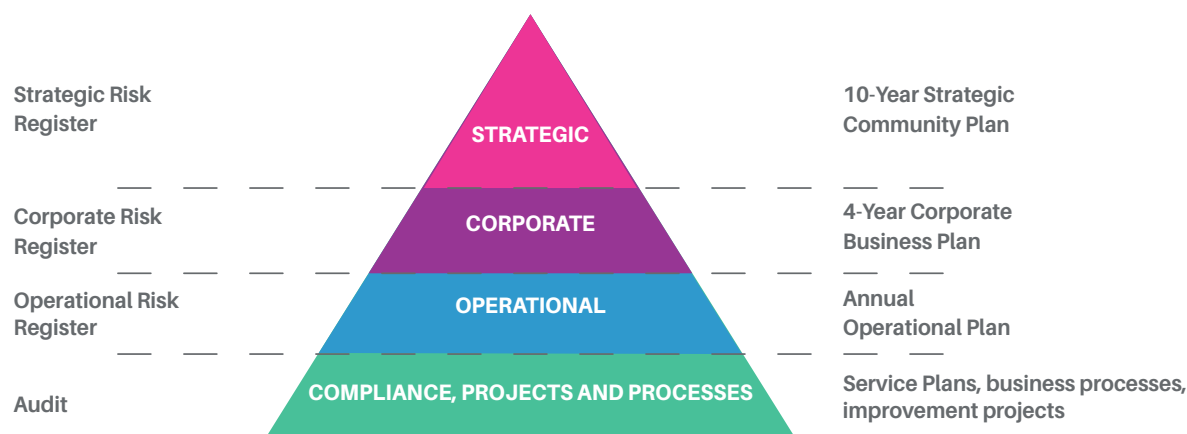 Strategic Risk
Register
STRATEGIC
10-Year Strategic
Community Plan
Corporate Risk
Register
CORPORATE
4-Year Corporate
Business Plan
Operational Risk
Register
OPERATIONAL
Annual
Operational Plan
Audit
COMPLIANCE, PROJECTS AND PROCESSES
Service Plans, business processes,
improvement projects